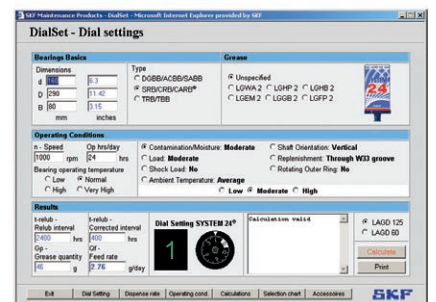 SKF Maintenance Products - DialSet - Microsoft Internet Explorer provided by SKF
DialSet - Dial settings
Bearings Basics
Grease
Dimensions
Type
d 160 6.3
D 290 11.42
B 80 3.15
mm inches
DGBB/ACBB/SABB
SRB/CRB/CARB®
TRB/TBB
Unspecified
LGWA 2 LGHP 2 LGHB 2
LGEM 2 LGGB 2 LGFP 2
24
Operating Conditions
n - Speed Op hrs/day
1000 rpm 24 hrs
Bearing operating temperature
Low Normal
High Very High
Contamination/Moisture: Moderate Shaft Orientation: Vertical
Load: Moderate Replenishment: Through W33 groove
Shock Load: No Rotating Outer Ring: No
Ambient Temperature: Average
Low Moderate High
Results
t-relub - Relub interval
2400 hrs
t-relub - Corrected interval
400 hrs
Gp - Grease quantity
46 g
Qf - Feed rate
2.76 g/day
Dial Setting SYSTEM 24®
1
Calculation valid
LAGD 125
LAGD 60
Calculate
Print
Exit Dial Setting Dispense rate Operating cond. Calculations Selection chart Accessories SKF